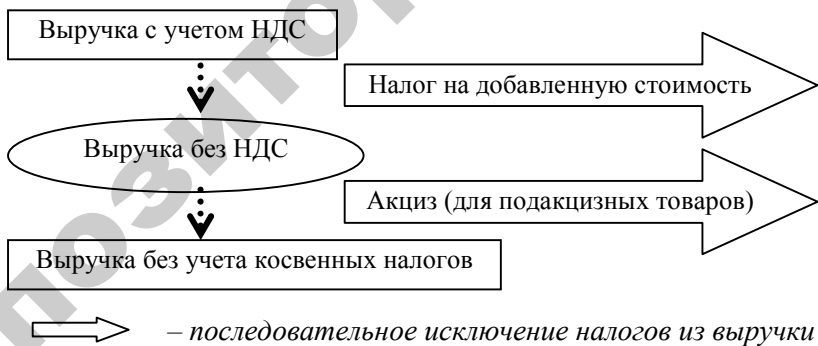 Выручка с учетом НДС
Налог на добавленную стоимость
Выручка без НДС
Акциз (для подакцизных товаров)
Выручка без учета косвенных налогов
– последовательное исключение налогов из выручки